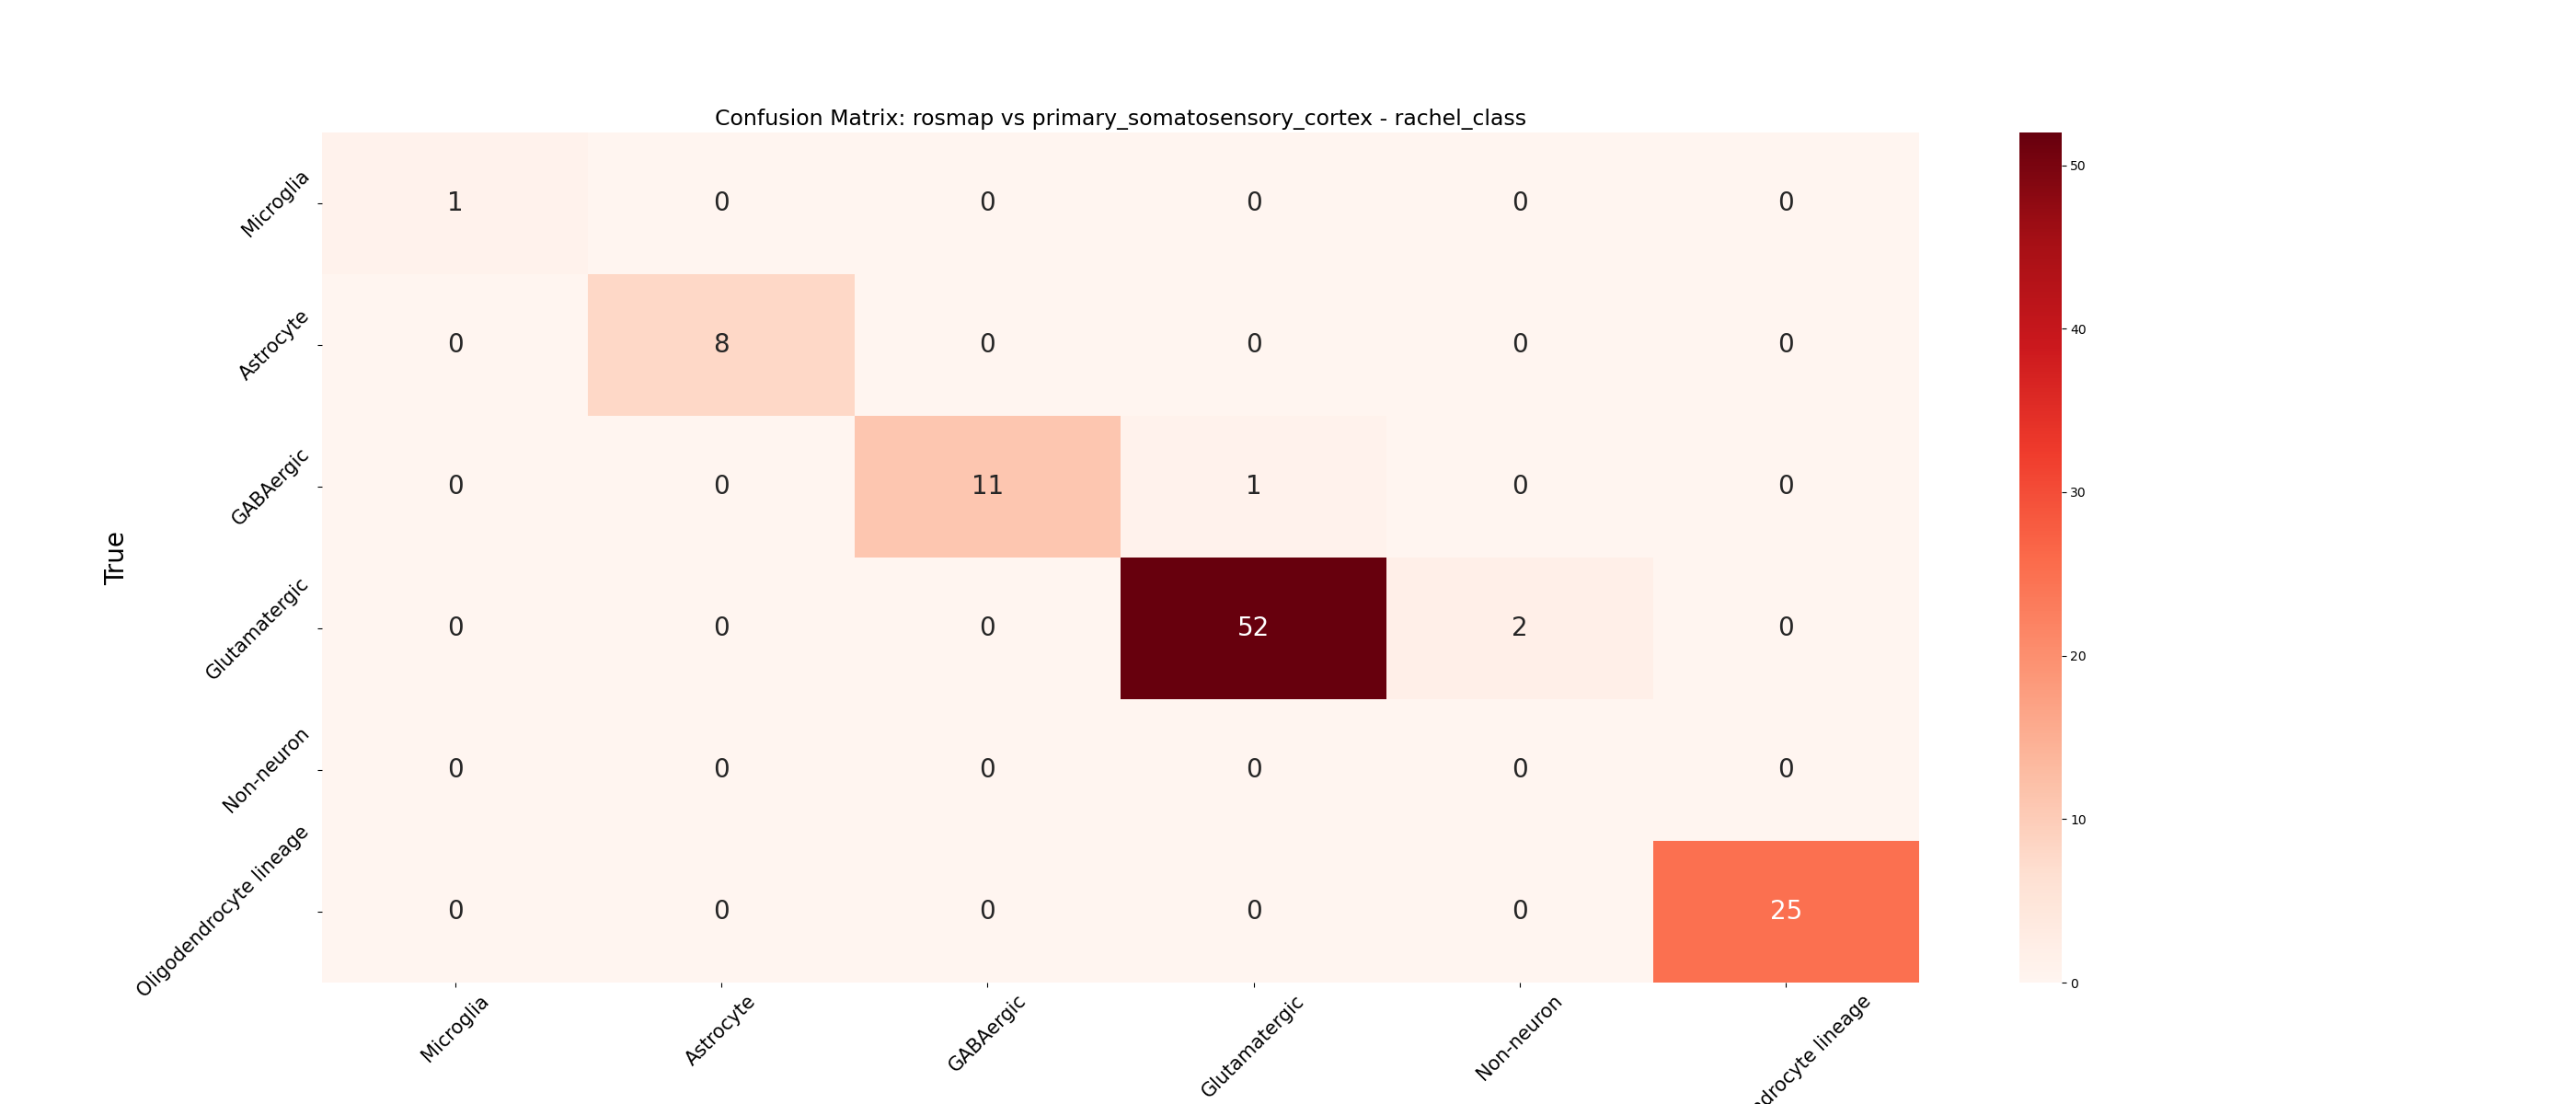 Confusion Matrix: rosmap vs primary_somatosensory_cortex - rachel_class
True
Microglia 1 0 0 0 0 0
Astrocyte 0 8 0 0 0 0
GABAergic 0 0 11 1 0 0
Glutamatergic 0 0 0 52 2 0
Non-neuron 0 0 0 0 0 0
Oligodendrocyte lineage 0 0 0 0 0 25
Microglia Astrocyte GABAergic Glutamatergic Non-neuron lineage
50
40
30
20
10
0